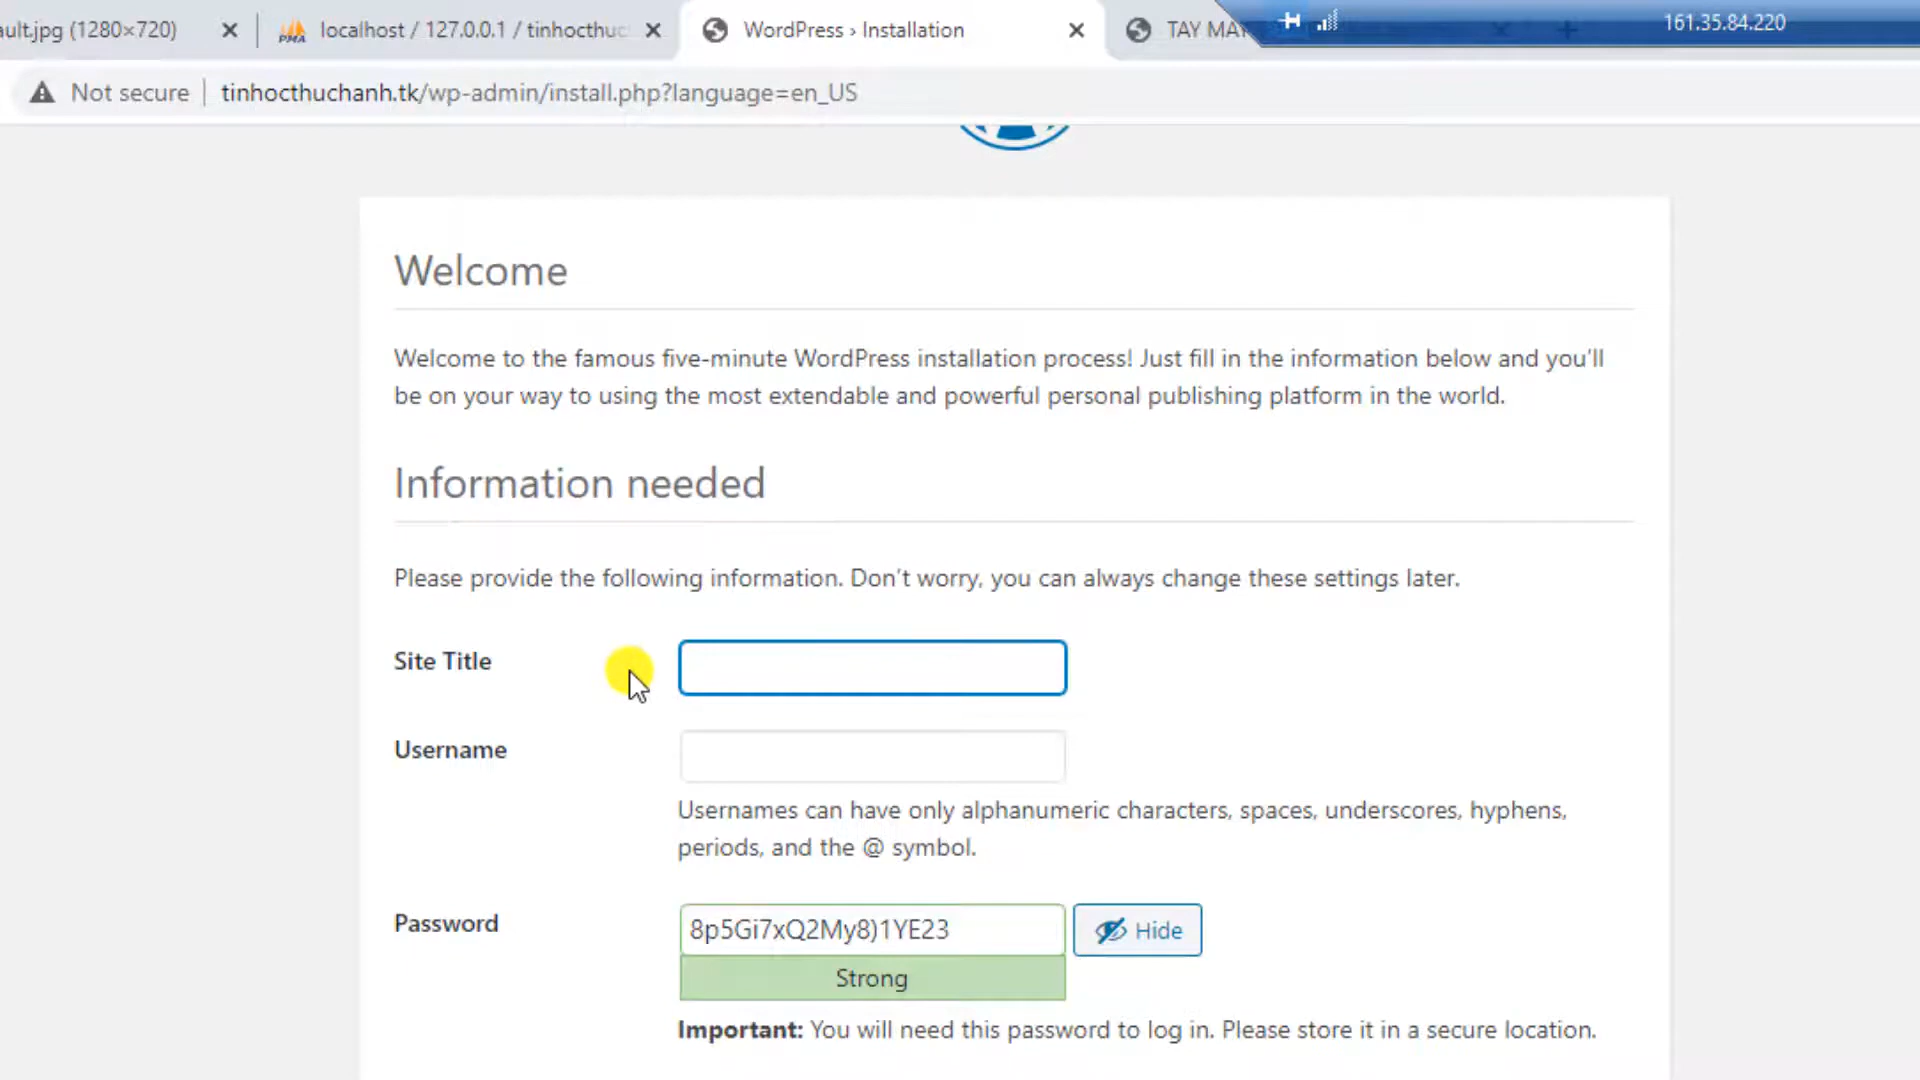 ault.jpg (1280×720)
localhost / 127.0.0.1 / tinhocthuc
WordPress › Installation
TAY MAY
161.35.84.220
Not secure
tinhocthuchanh.tk/wp-admin/install.php?language=en_US
Welcome
Welcome to the famous five-minute WordPress installation process! Just fill in the information below and you’ll
be on your way to using the most extendable and powerful personal publishing platform in the world.
Information needed
Please provide the following information. Don’t worry, you can always change these settings later.
Site Title
Username
Usernames can have only alphanumeric characters, spaces, underscores, hyphens,
periods, and the @ symbol.
Password
8p5Gi7xQ2My8)1YE23
Hide
Strong
Important: You will need this password to log in. Please store it in a secure location.